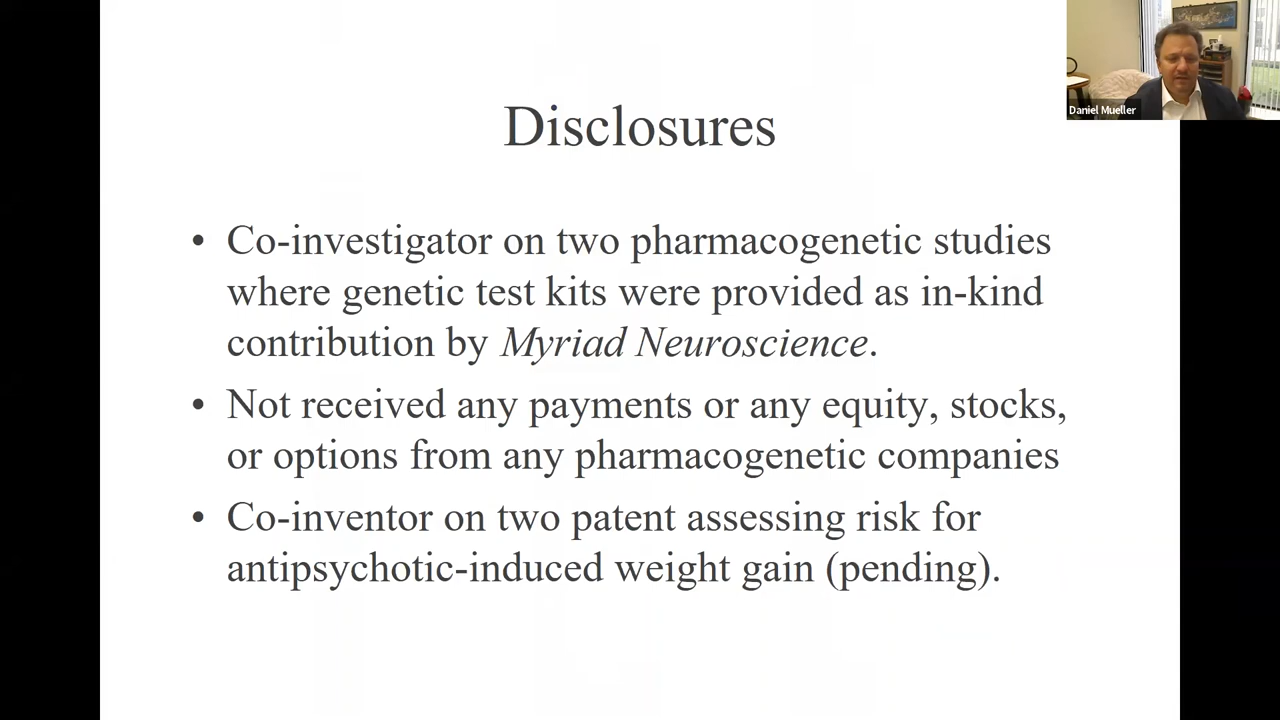 Disclosures
• Co-investigator on two pharmacogenetic studies
where genetic test kits were provided as in-kind
contribution by Myriad Neuroscience.
• Not received any payments or any equity, stocks,
or options from any pharmacogenetic companies
• Co-inventor on two patent assessing risk for
antipsychotic-induced weight gain (pending).
Daniel Mueller